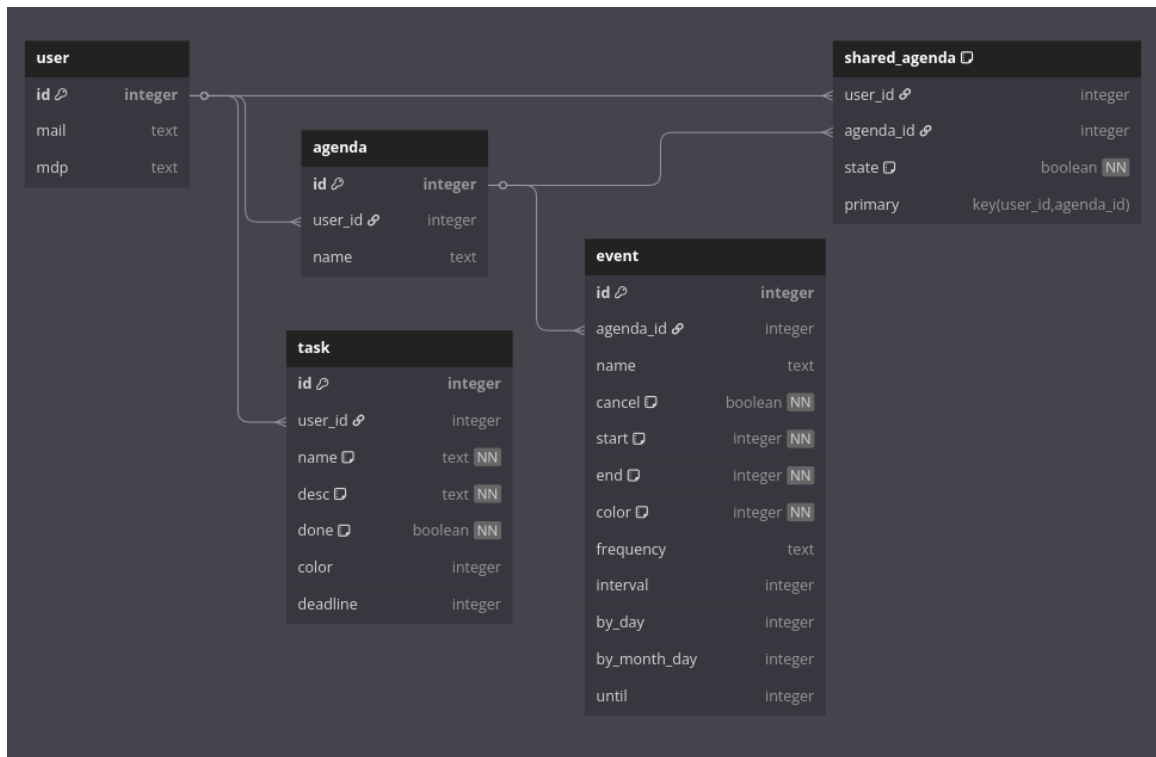 user
id integer
mail text
mdp text
agenda
id integer
user_id integer
name text
task
id integer
user_id integer
name text NN
desc text NN
done boolean NN
color integer
deadline integer
event
id integer
agenda_id integer
name text
cancel boolean NN
start integer NN
end integer NN
color integer NN
frequency text
interval integer
by_day integer
by_month_day integer
until integer
shared_agenda
user_id integer
agenda_id integer
state boolean NN
primary key(user_id,agenda_id)